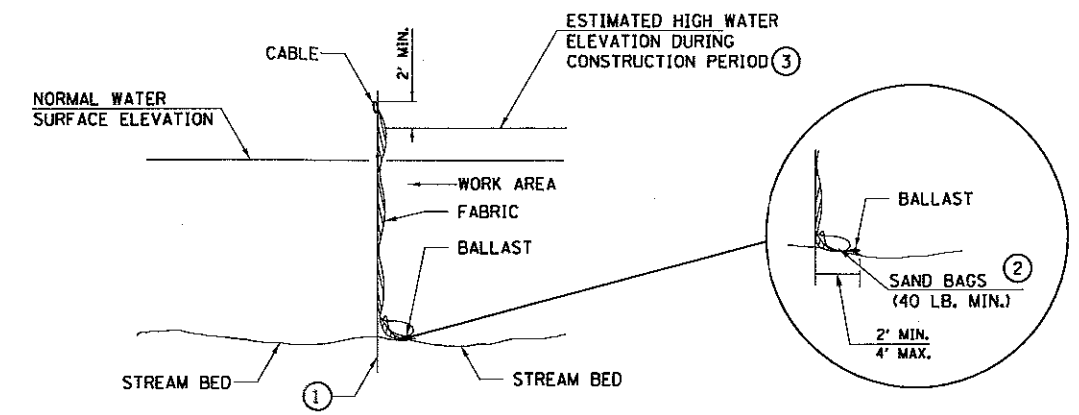 ESTIMATED HIGH WATER
ELEVATION DURING
CONSTRUCTION PERIOD 3
2' MIN.
CABLE
NORMAL WATER
SURFACE ELEVATION
WORK AREA
FABRIC
BALLAST
STREAM BED
1
STREAM BED
BALLAST
SAND BAGS 2
(40 LB. MIN.)
2' MIN.
4' MAX.